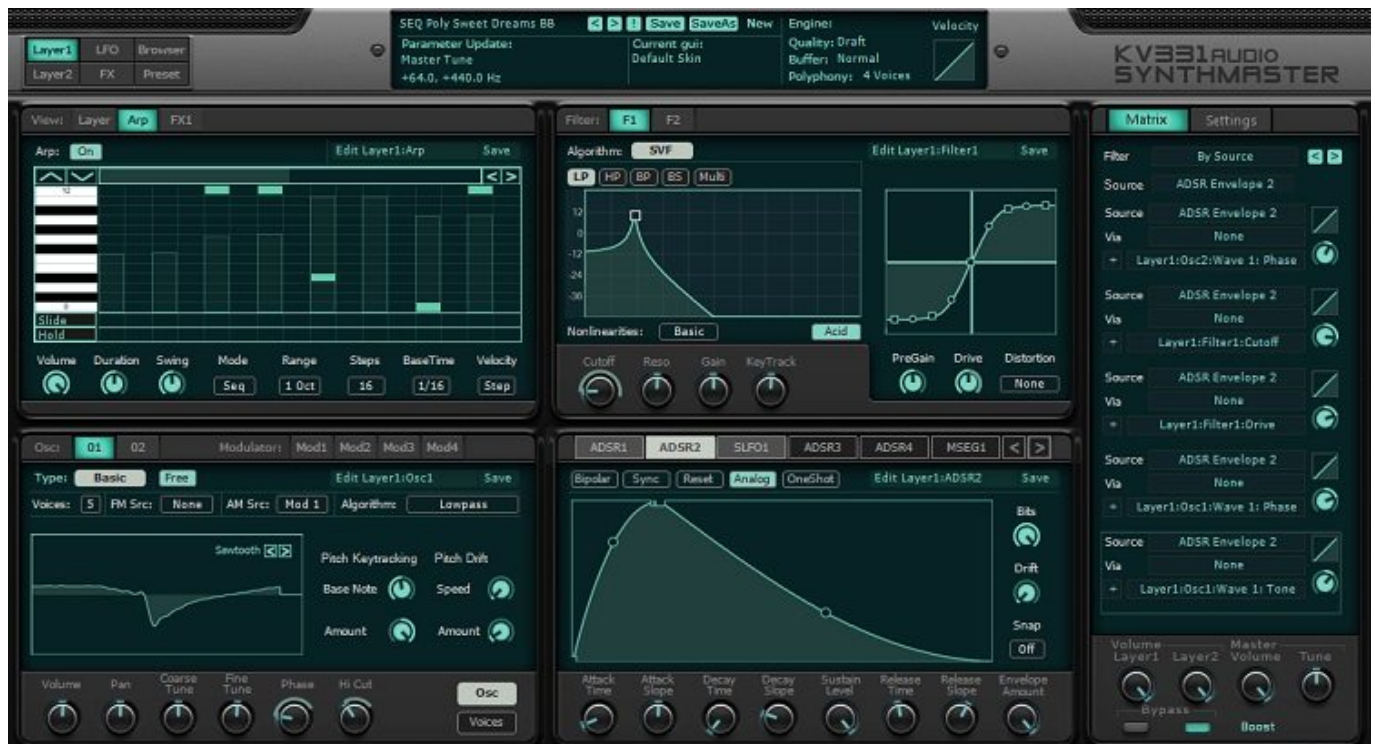 SEQ Poly Sweet Dreams BB < > ! Save SaveAs New Engine: Velocity
Parameter Update: Current gui: Quality: Draft
Master Tune Default Skin Buffer: Normal
+64.0, +440.0 Hz Polyphony: 4 Voices
Layer1 LFO Browser
Layer2 FX Preset
KV331 AUDIO
SYNTHMASTER
View: Layer Arp FX1
Arp: On Edit Layer1:Arp Save
< >
12
0
Slide
Hold
Volume Duration Swing Mode Range Steps BaseTime Velocity
Seq 1 Oct 16 1/16 Step
Filter: F1 F2
Algorithm: SVF Edit Layer1:Filter1 Save
LP HP BP BS Multi
12
0
-12
-24
-36
Nonlinearities: Basic Acid
Cutoff Reso Gain KeyTrack
PreGain Drive Distortion
None
Matrix Settings
Filter By Source < >
Source ADSR Envelope 2
Source ADSR Envelope 2
Via None
+ Layer1:Osc2:Wave 1: Phase
Source ADSR Envelope 2
Via None
+ Layer1:Filter1:Cutoff
Source ADSR Envelope 2
Via None
+ Layer1:Filter1:Drive
Source ADSR Envelope 2
Via None
+ Layer1:Osc1:Wave 1: Phase
Source ADSR Envelope 2
Via None
+ Layer1:Osc1:Wave 1: Tone
Volume Master
Layer1 Layer2 Volume Tune
Bypass Boost
Osc: 01 02 Modulator: Mod1 Mod2 Mod3 Mod4
Type: Basic Free Edit Layer1:Osc1 Save
Voices: 5 FM Src: None AM Src: Mod 1 Algorithm: Lowpass
Sawtooth < >
Pitch Keytracking Pitch Drift
Base Note Speed
Amount Amount
Volume Pan Coarse Tune Fine Tune Phase Hi Cut
Osc
Voices
ADSR1 ADSR2 SLFO1 ADSR3 ADSR4 MSEG1 < >
Bipolar Sync Reset Analog OneShot Edit Layer1:ADSR2 Save
Bits
Drift
Snap
Off
Attack Attack Decay Decay Sustain Release Release Envelope
Time Slope Time Slope Level Time Slope Amount